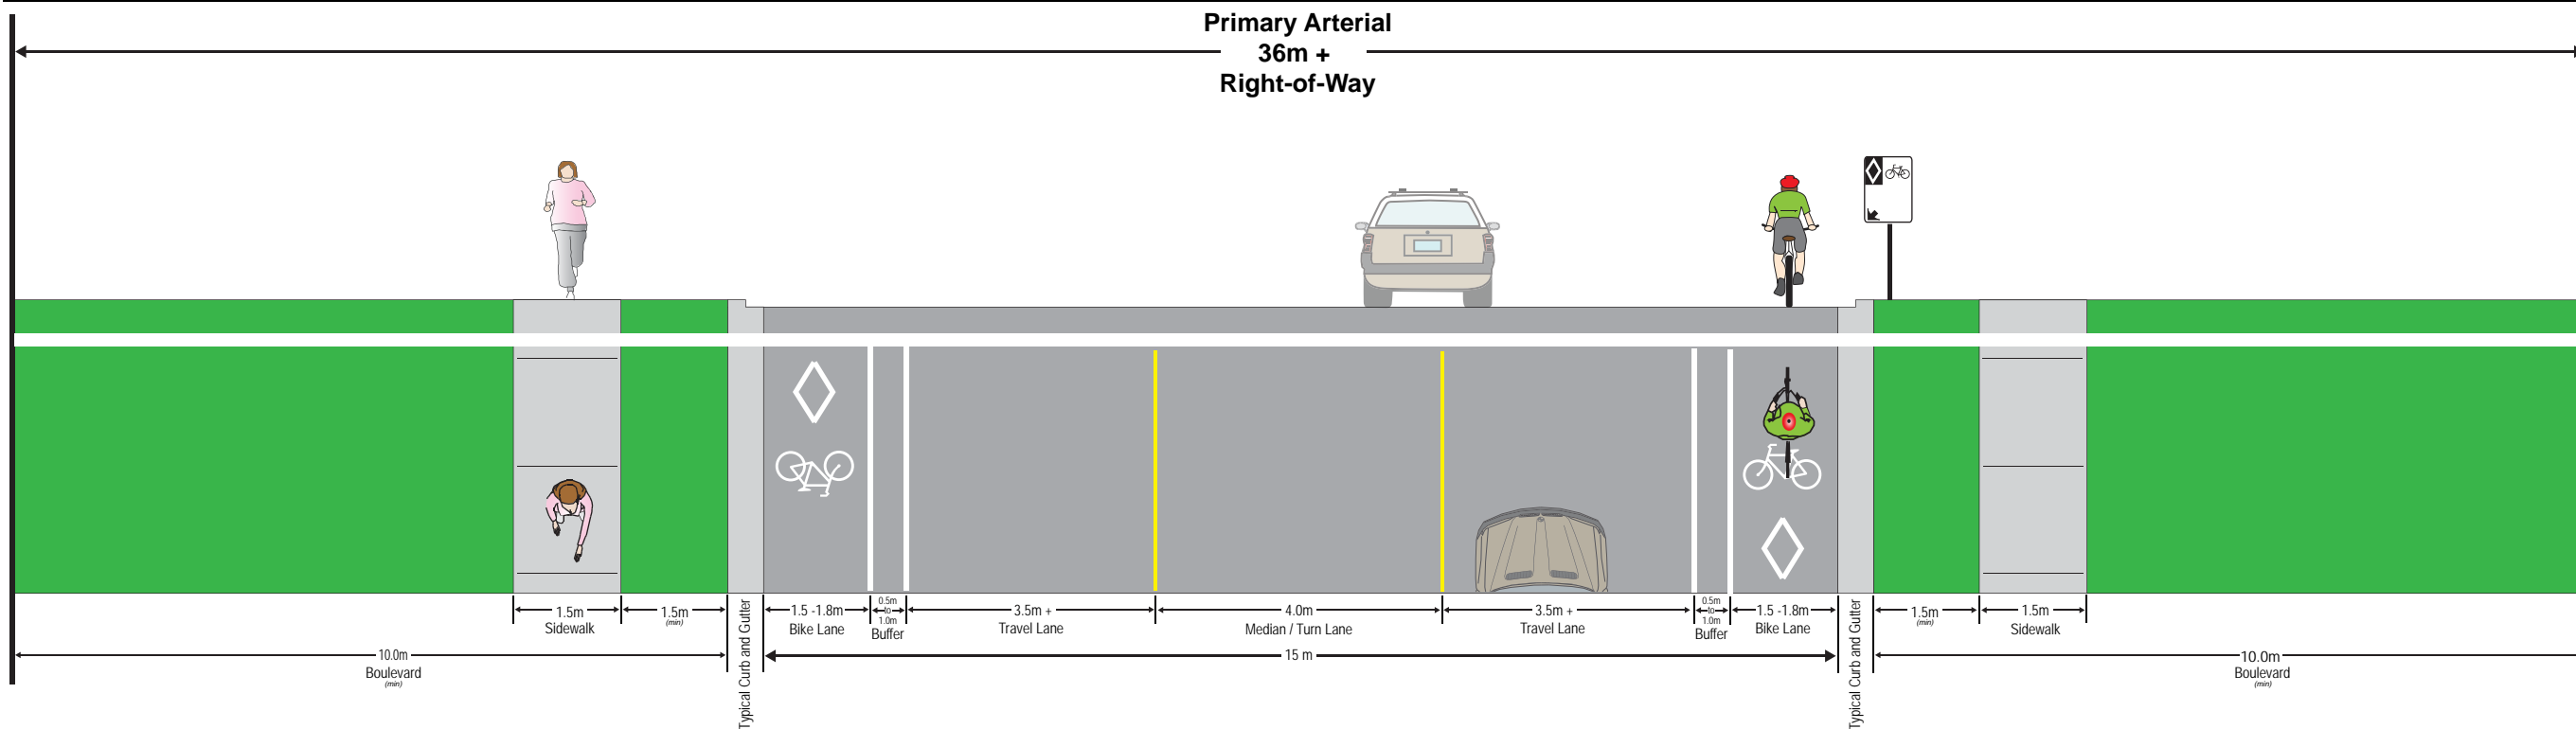 Primary Arterial
36m +
Right-of-Way
1.5m
Sidewalk
1.5m
(min)
Typical Curb and Gutter
1.5 -1.8m
Bike Lane
0.5m
to
1.0m
Buffer
3.5m +
Travel Lane
4.0m
Median / Turn Lane
3.5m +
Travel Lane
0.5m
to
1.0m
Buffer
1.5 -1.8m
Bike Lane
Typical Curb and Gutter
1.5m
(min)
1.5m
Sidewalk
10.0m
Boulevard
(min)
15 m
10.0m
Boulevard
(min)